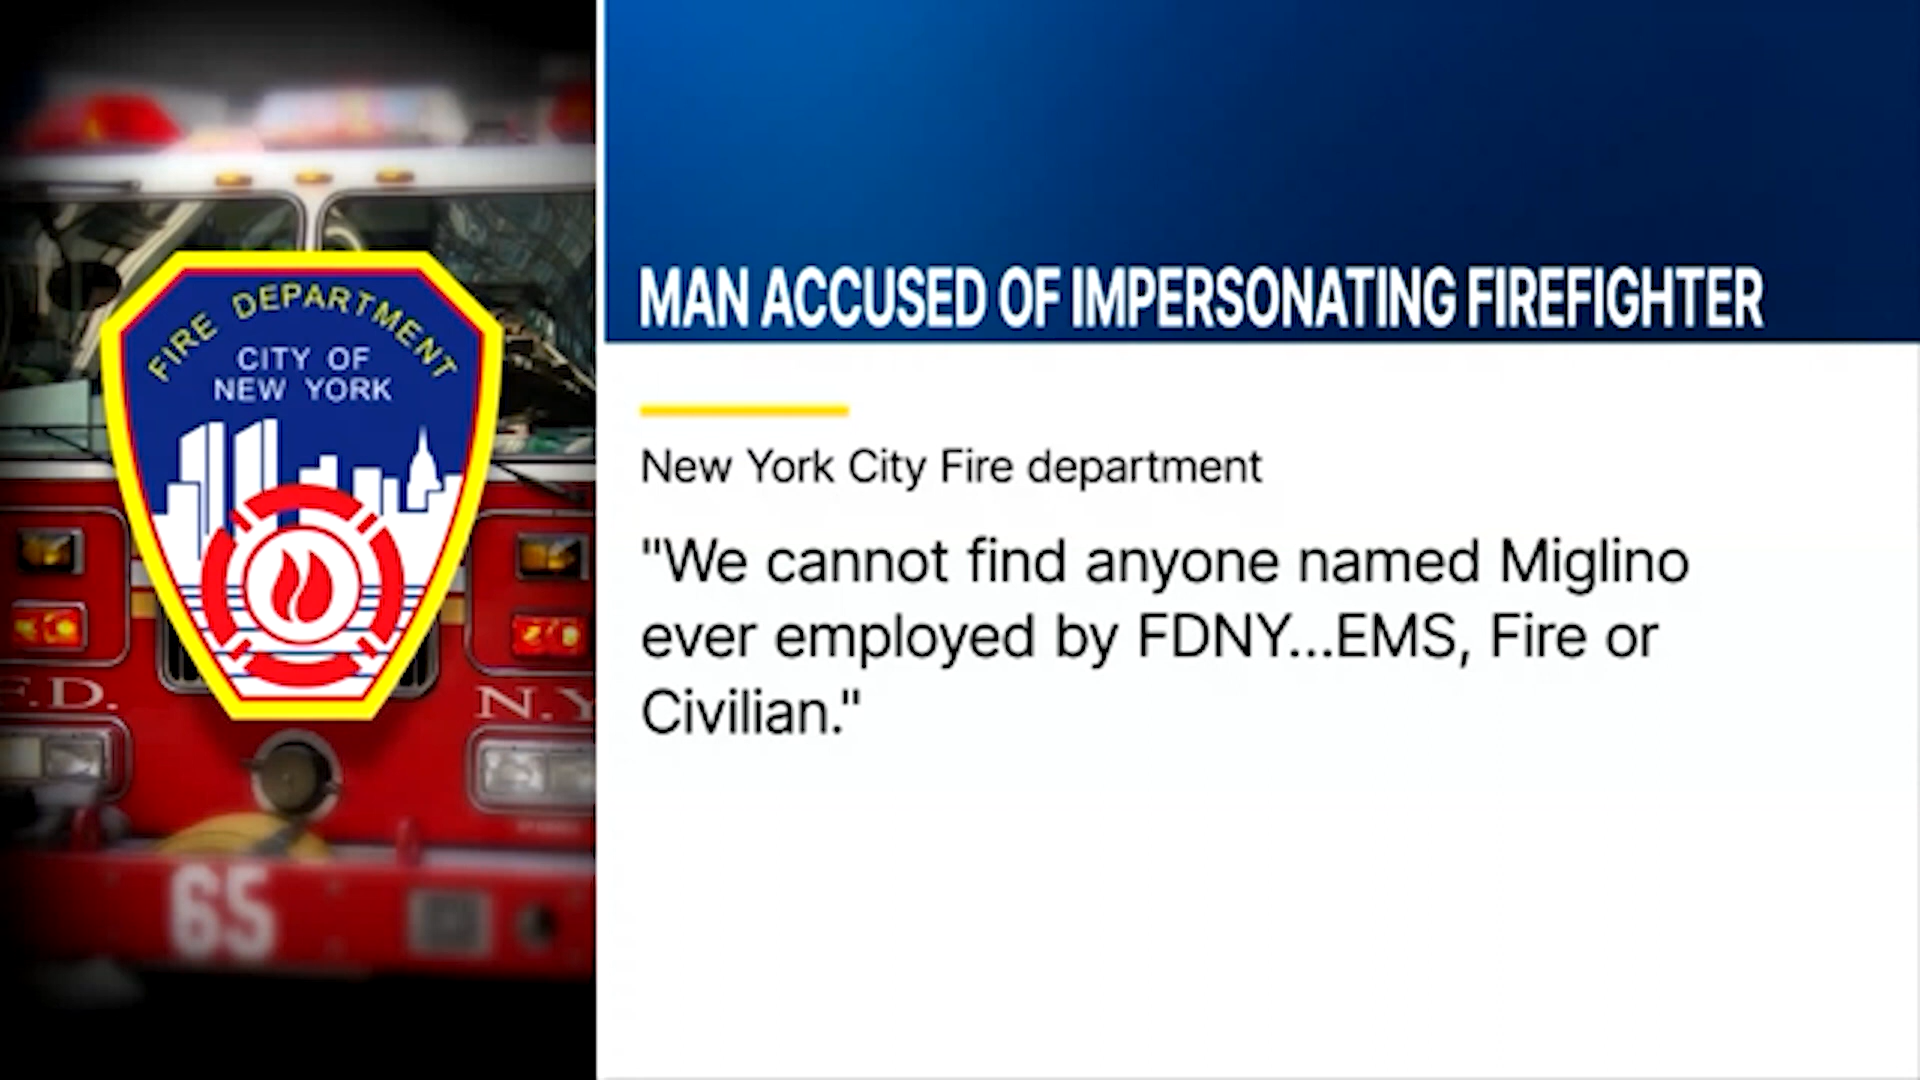 FIRE DEPARTMENT
CITY OF
NEW YORK
F.D.
N.Y
65
MAN ACCUSED OF IMPERSONATING FIREFIGHTER
New York City Fire department
"We cannot find anyone named Miglino
ever employed by FDNY...EMS, Fire or
Civilian."